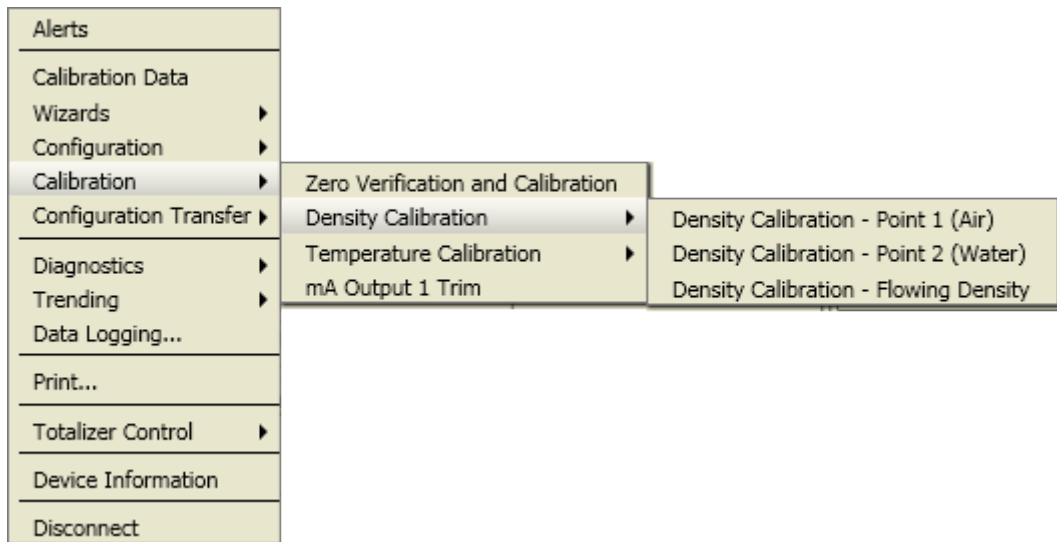 Alerts
Calibration Data
Wizards
Configuration
Calibration
Configuration Transfer
Diagnostics
Trending
Data Logging...
Print...
Totalizer Control
Device Information
Disconnect
Zero Verification and Calibration
Density Calibration
Temperature Calibration
mA Output 1 Trim
Density Calibration - Point 1 (Air)
Density Calibration - Point 2 (Water)
Density Calibration - Flowing Density